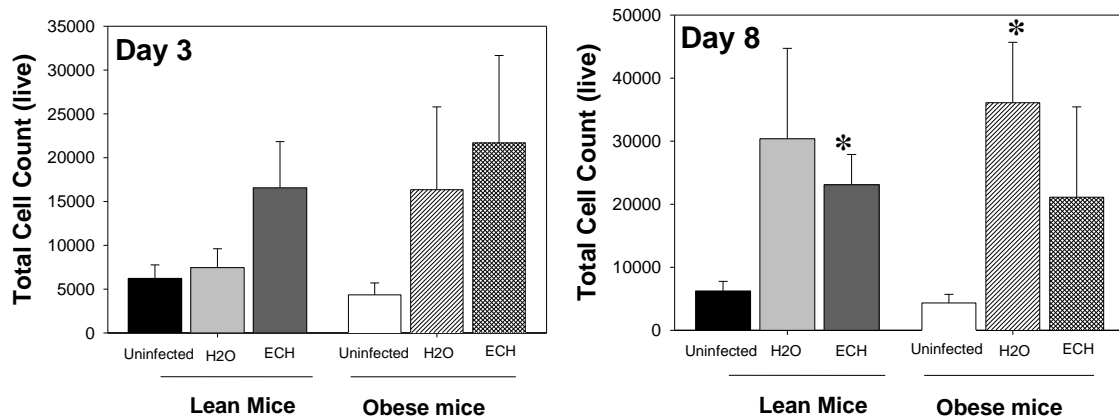 Day 3
Total Cell Count (live)
35000
30000
25000
20000
15000
10000
5000
0
Uninfected H2O ECH Uninfected H2O ECH
Lean Mice Obese mice
Day 8
Total Cell Count (live)
50000
40000
30000
20000
10000
0
* *
Uninfected H2O ECH Uninfected H2O ECH
Lean Mice Obese mice